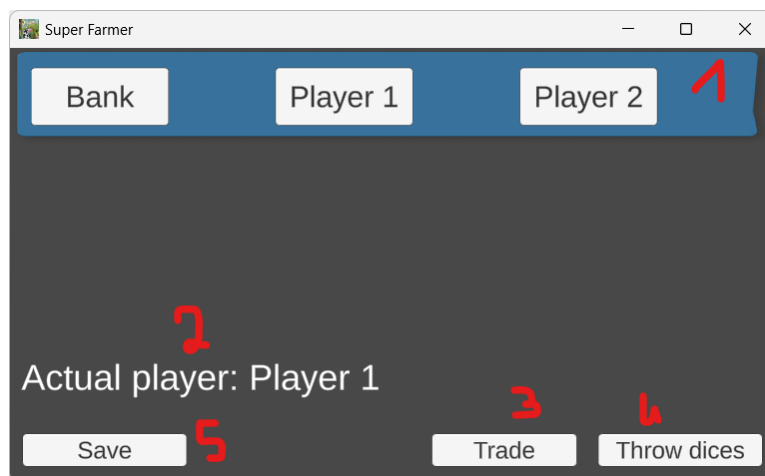 Super Farmer
1
Bank Player 1 Player 2
2
Actual player: Player 1
3 4
Save 5 Trade Throw dices